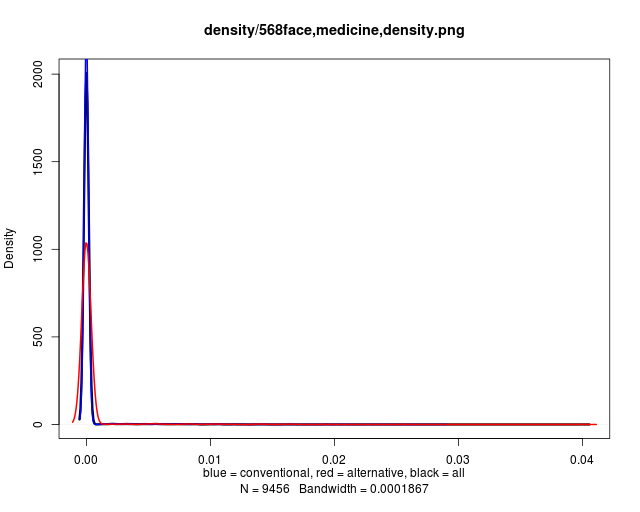 density/568face,medicine,density.png
Density
2000
1500
1000
500
0
0.00 0.01 0.02 0.03 0.04
blue = conventional, red = alternative, black = all
N = 9456 Bandwidth = 0.0001867